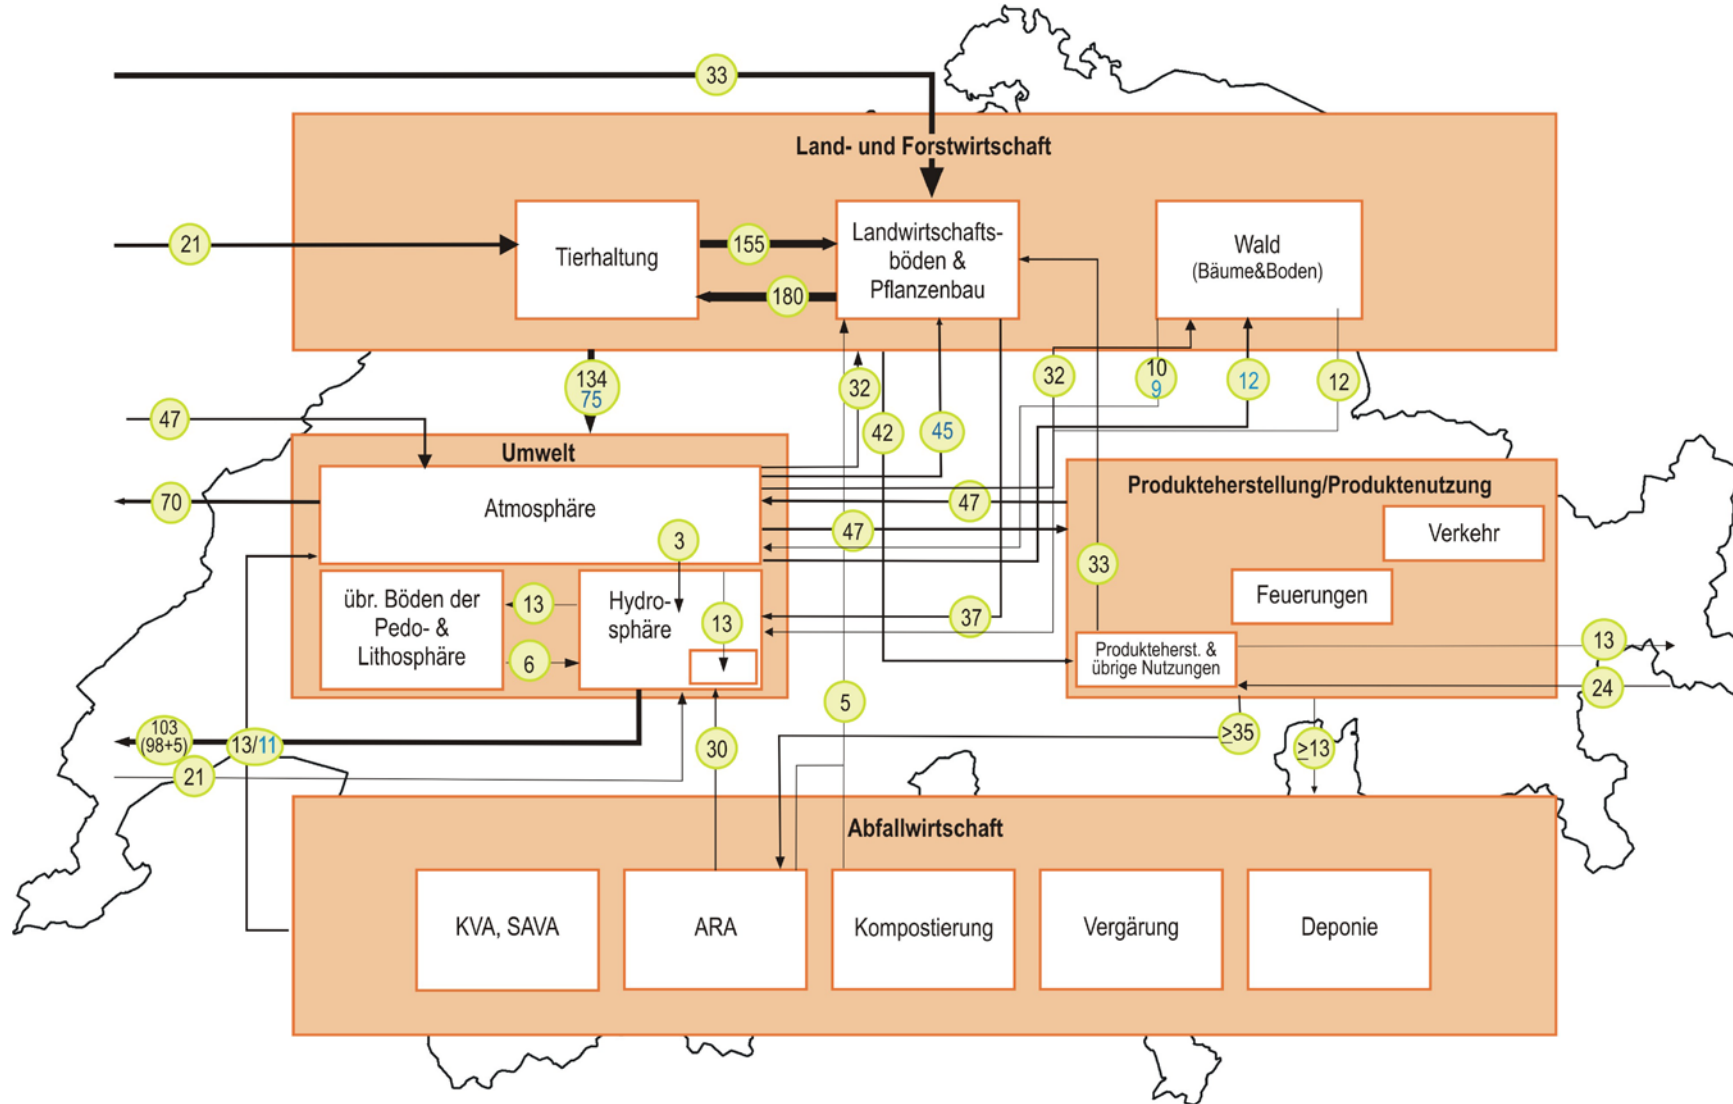 33
Land- und Forstwirtschaft
21
Tierhaltung
155
180
Landwirtschafts-
böden &
Pflanzenbau
Wald
(Bäume&Boden)
134
75
32
42
45
32
10
9
12
12
47
70
Umwelt
Atmosphäre
3
47
47
übr. Böden der
Pedo- &
Lithosphäre
13
6
Hydro-
sphäre
13
37
33
Produkteherstellung/Produktenutzung
Verkehr
Feuerungen
Produkteherst. &
übrige Nutzungen
13
24
103
(98+5)
13/11
21
30
5
≥35
≥13
Abfallwirtschaft
KVA, SAVA
ARA
Kompostierung
Vergärung
Deponie